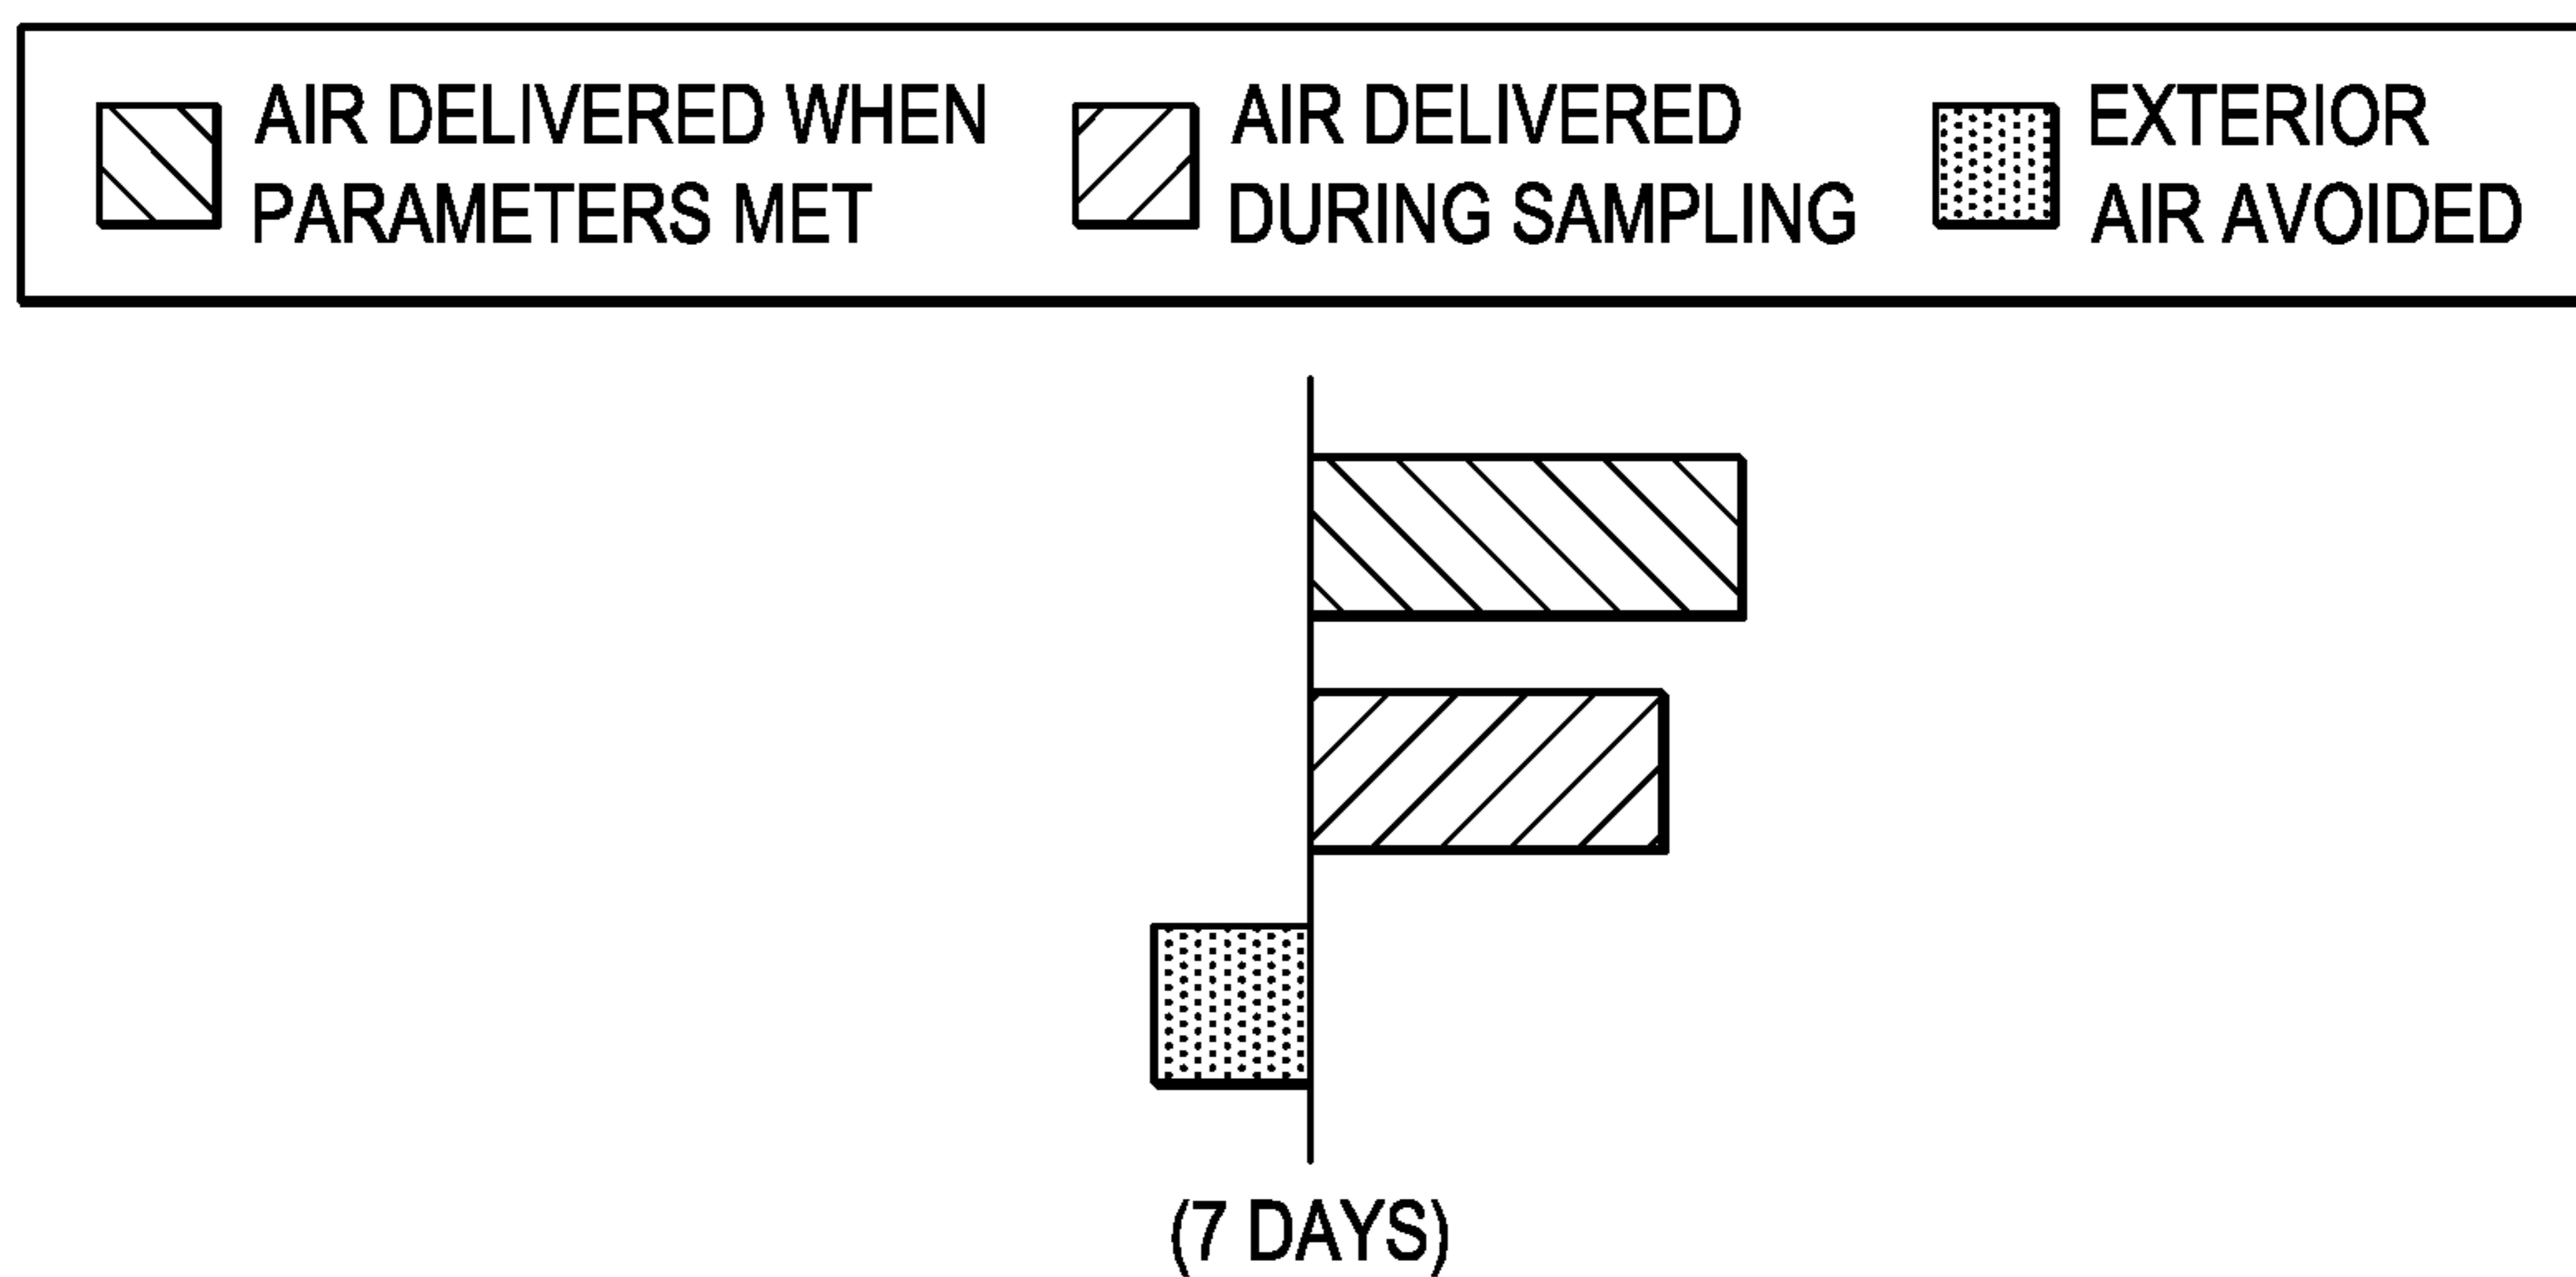 AIR DELIVERED WHEN
PARAMETERS MET
AIR DELIVERED
DURING SAMPLING
EXTERIOR
AIR AVOIDED
(7 DAYS)